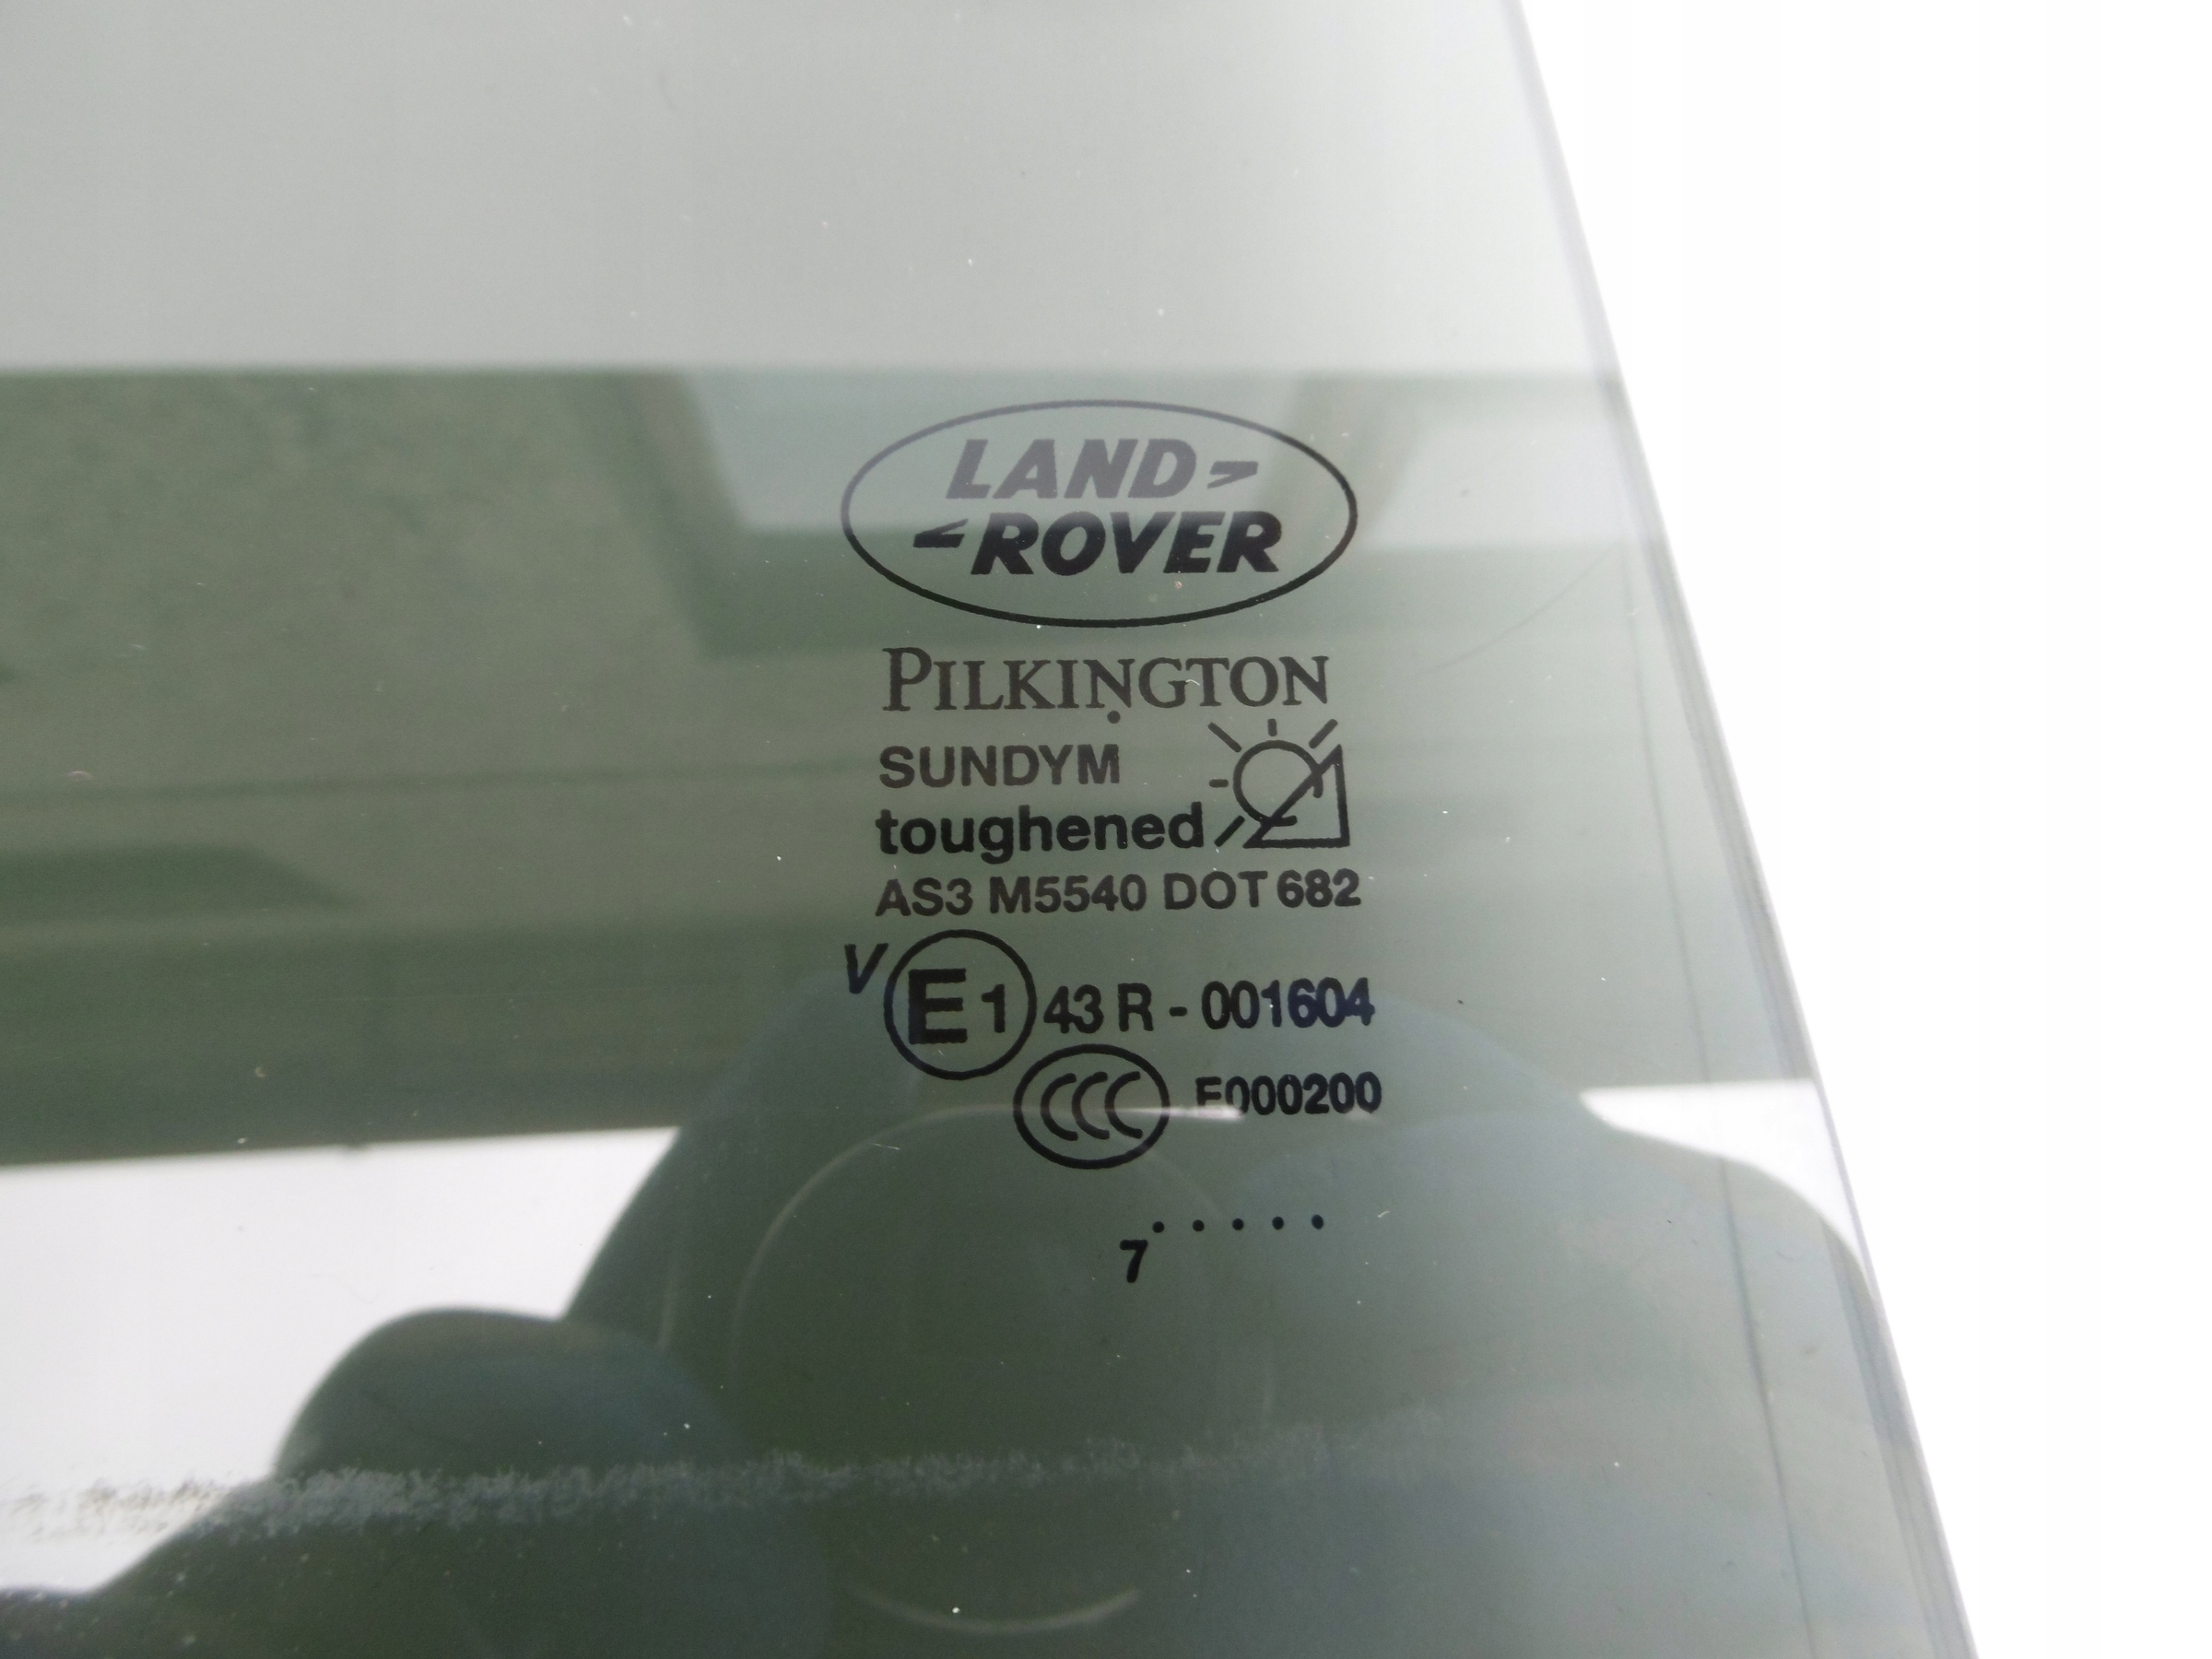 LAND
ROVER
PILKINGTON
SUNDYM
toughened
AS3 M5540 DOT 682
V E1 43 R - 001604
CCC E000200
. . . . .
7